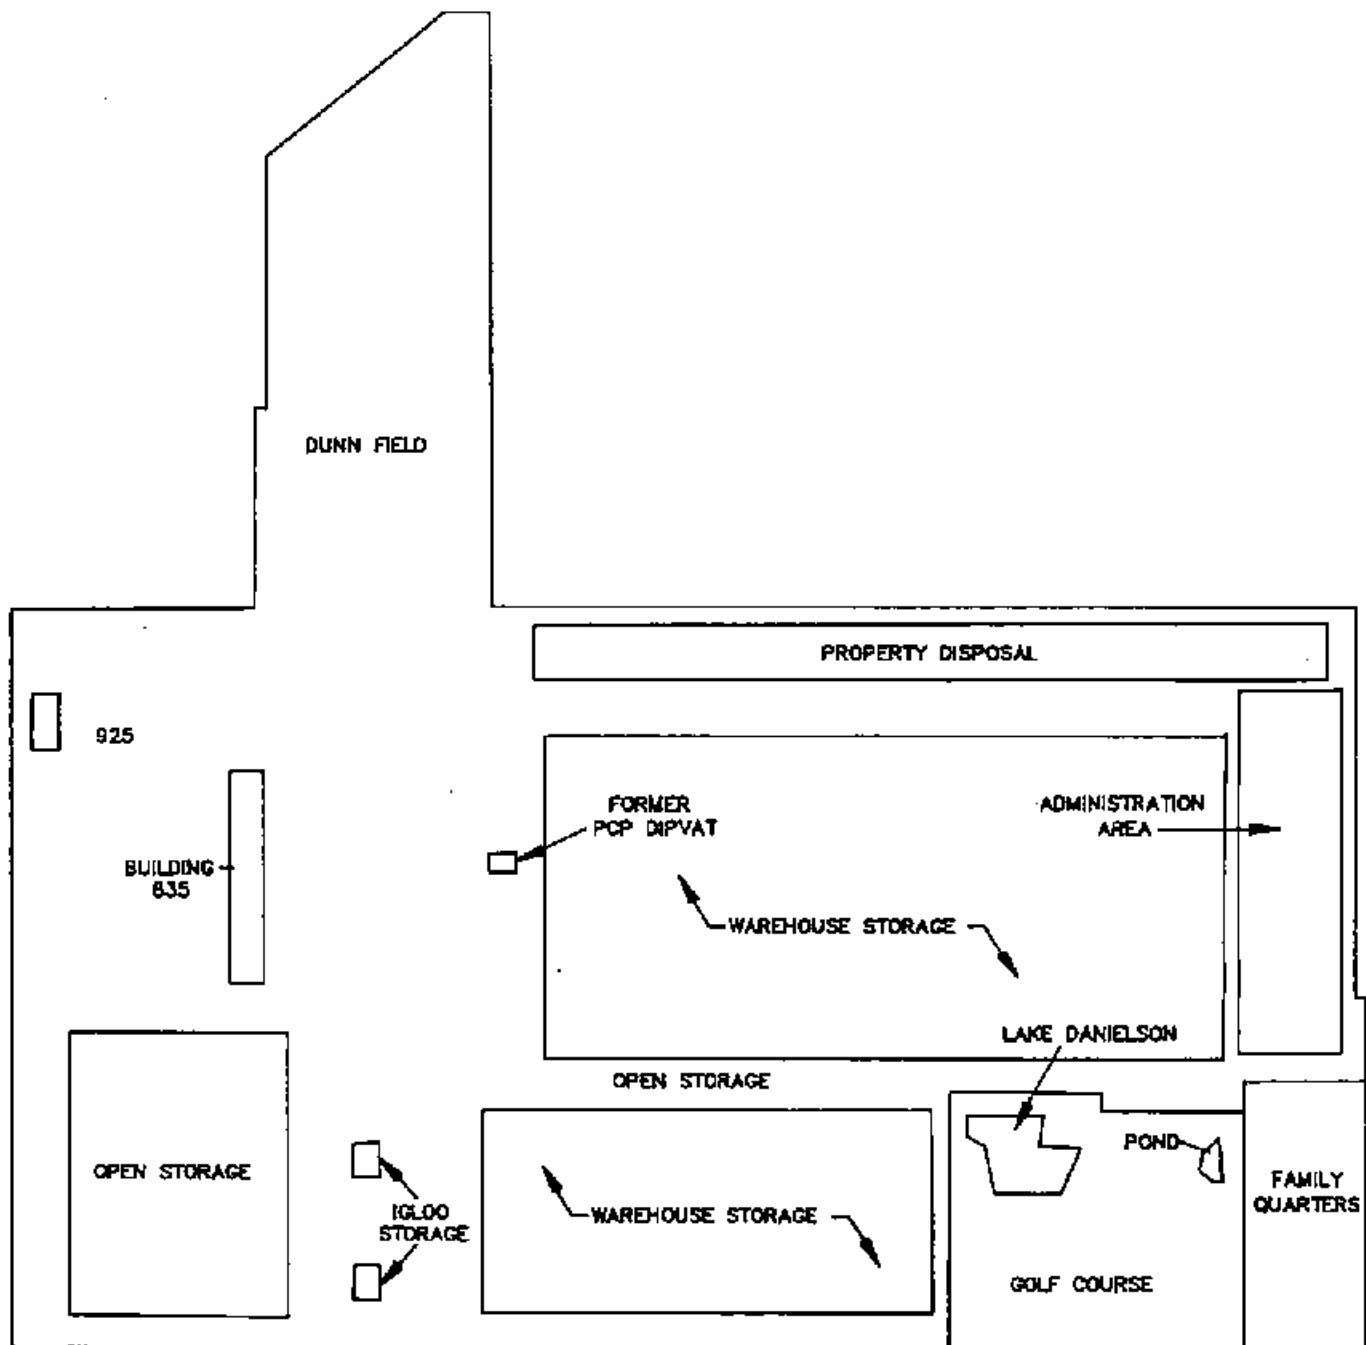 DUNN FIELD
PROPERTY DISPOSAL
925
FORMER
PCP DIPVAT
ADMINISTRATION
AREA
BUILDING
835
WAREHOUSE STORAGE
LAKE DANIELSON
OPEN STORAGE
POND
OPEN STORAGE
FAMILY
QUARTERS
IGLOO
STORAGE
WAREHOUSE STORAGE
GOLF COURSE